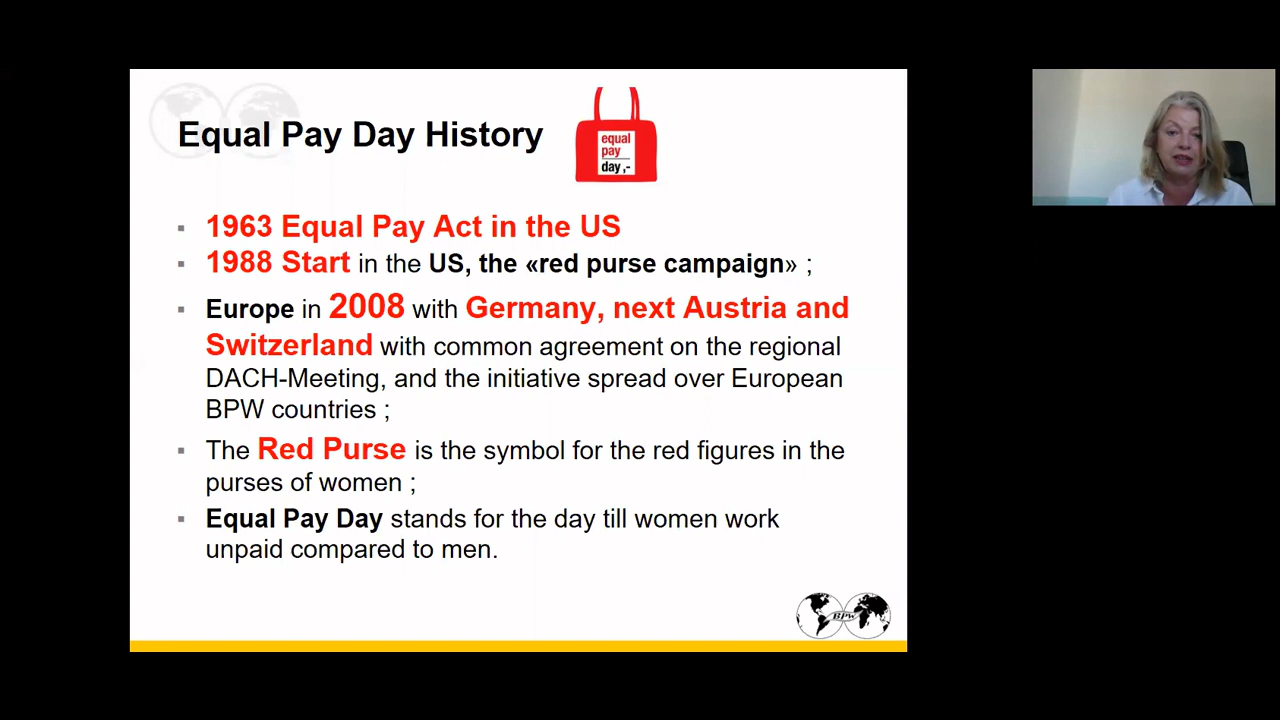 Equal Pay Day History
equal
pay
day ,-
▪ 1963 Equal Pay Act in the US
▪ 1988 Start in the US, the «red purse campaign» ;
▪ Europe in 2008 with Germany, next Austria and
Switzerland with common agreement on the regional
DACH-Meeting, and the initiative spread over European
BPW countries ;
▪ The Red Purse is the symbol for the red figures in the
purses of women ;
▪ Equal Pay Day stands for the day till women work
unpaid compared to men.
BPW